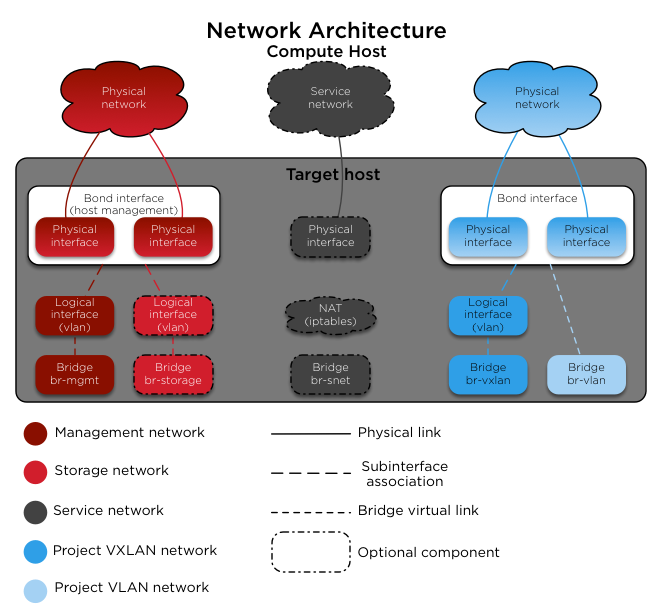 Network Architecture
Compute Host
Physical
network
Service
network
Physical
network
Target host
Bond interface
(host management)
Bond interface
Physical
interface
Physical
interface
Physical
interface
Physical
interface
Physical
interface
Logical
interface
(vlan)
Logical
interface
(vlan)
NAT
(iptables)
Logical
interface
(vlan)
Bridge
br-mgmt
Bridge
br-storage
Bridge
br-snet
Bridge
br-vxlan
Bridge
br-vlan
Management network
Storage network
Service network
Project VXLAN network
Project VLAN network
Physical link
Subinterface
association
Bridge virtual link
Optional component